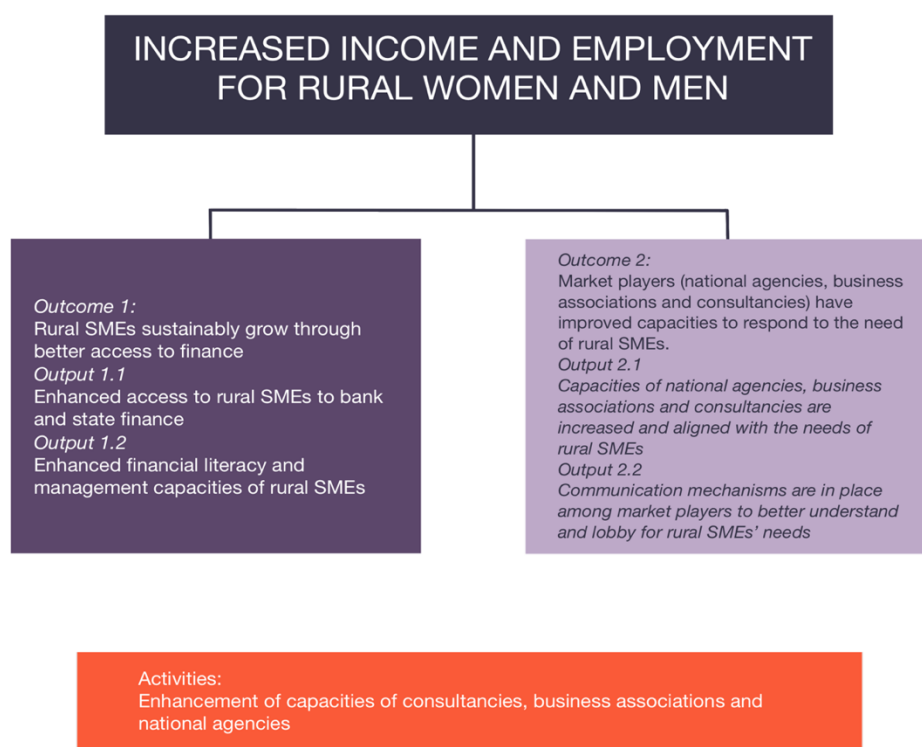 INCREASED INCOME AND EMPLOYMENT
FOR RURAL WOMEN AND MEN
Outcome 1:
Rural SMEs sustainably grow through
better access to finance
Output 1.1
Enhanced access to rural SMEs to bank
and state finance
Output 1.2
Enhanced financial literacy and
management capacities of rural SMEs
Outcome 2:
Market players (national agencies, business
associations and consultancies) have
improved capacities to respond to the need
of rural SMEs.
Output 2.1
Capacities of national agencies, business
associations and consultancies are
increased and aligned with the needs of
rural SMEs
Output 2.2
Communication mechanisms are in place
among market players to better understand
and lobby for rural SMEs’ needs
Activities:
Enhancement of capacities of consultancies, business associations and
national agencies